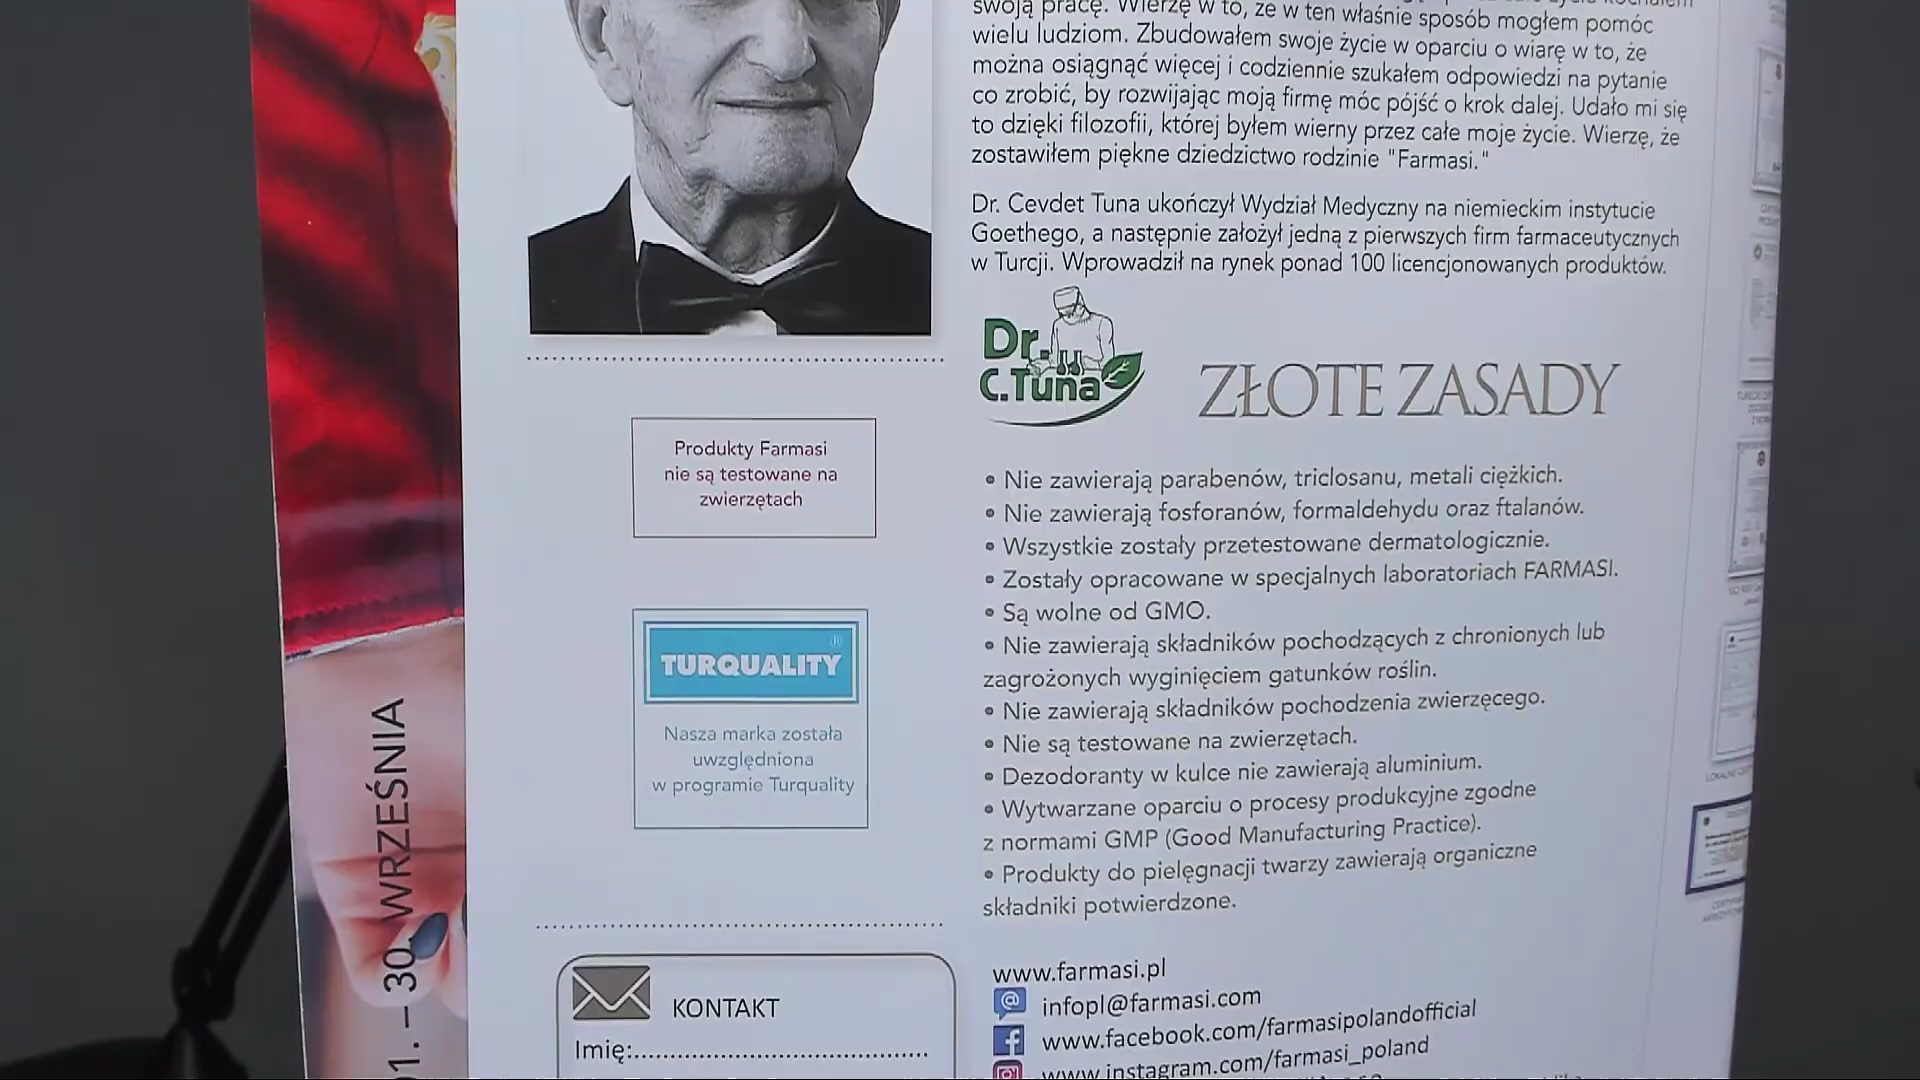 swoją pracę. Wierzę w to, że w ten właśnie sposób mogłem pomóc
wielu ludziom. Zbudowałem swoje życie w oparciu o wiarę w to, że
można osiągnąć więcej i codziennie szukałem odpowiedzi na pytanie
co zrobić, by rozwijając moją firmę móc pójść o krok dalej. Udało mi się
to dzięki filozofii, której byłem wierny przez całe moje życie. Wierzę, że
zostawiłem piękne dziedzictwo rodzinie "Farmasi."
Dr. Cevdet Tuna ukończył Wydział Medyczny na niemieckim instytucie
Goethego, a następnie założył jedną z pierwszych firm farmaceutycznych
w Turcji. Wprowadził na rynek ponad 100 licencjonowanych produktów.
Dr.
C.Tuna
ZŁOTE ZASADY
Produkty Farmasi
nie są testowane na
zwierzętach
TURQUALITY
Nasza marka została
uwzględniona
w programie Turquality
• Nie zawierają parabenów, triclosanu, metali ciężkich.
• Nie zawierają fosforanów, formaldehydu oraz ftalanów.
• Wszystkie zostały przetestowane dermatologicznie.
• Zostały opracowane w specjalnych laboratoriach FARMASI.
• Są wolne od GMO.
• Nie zawierają składników pochodzących z chronionych lub
zagrożonych wyginięciem gatunków roślin.
• Nie zawierają składników pochodzenia zwierzęcego.
• Nie są testowane na zwierzętach.
• Dezodoranty w kulce nie zawierają aluminium.
• Wytwarzane oparciu o procesy produkcyjne zgodne
z normami GMP (Good Manufacturing Practice).
• Produkty do pielęgnacji twarzy zawierają organiczne
składniki potwierdzone.
KONTAKT
Imię:
www.farmasi.pl
infopl@farmasi.com
www.facebook.com/farmasipolandofficial
www.instagram.com/farmasi_poland
01. – 30. WRZEŚNIA